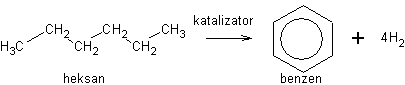 katalizator
H3C CH2 CH2 CH2 CH2 CH3 + 4H2
heksan benzen